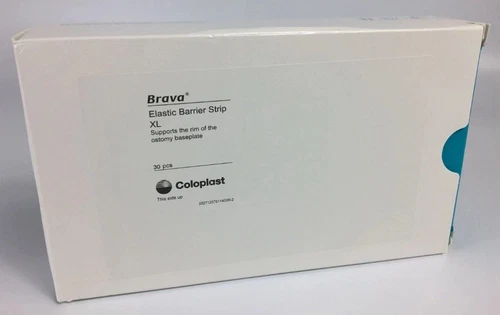 Brava®
Elastic Barrier Strip
XL
Supports the rim of the
ostomy baseplate
30 pcs
Coloplast
This side up